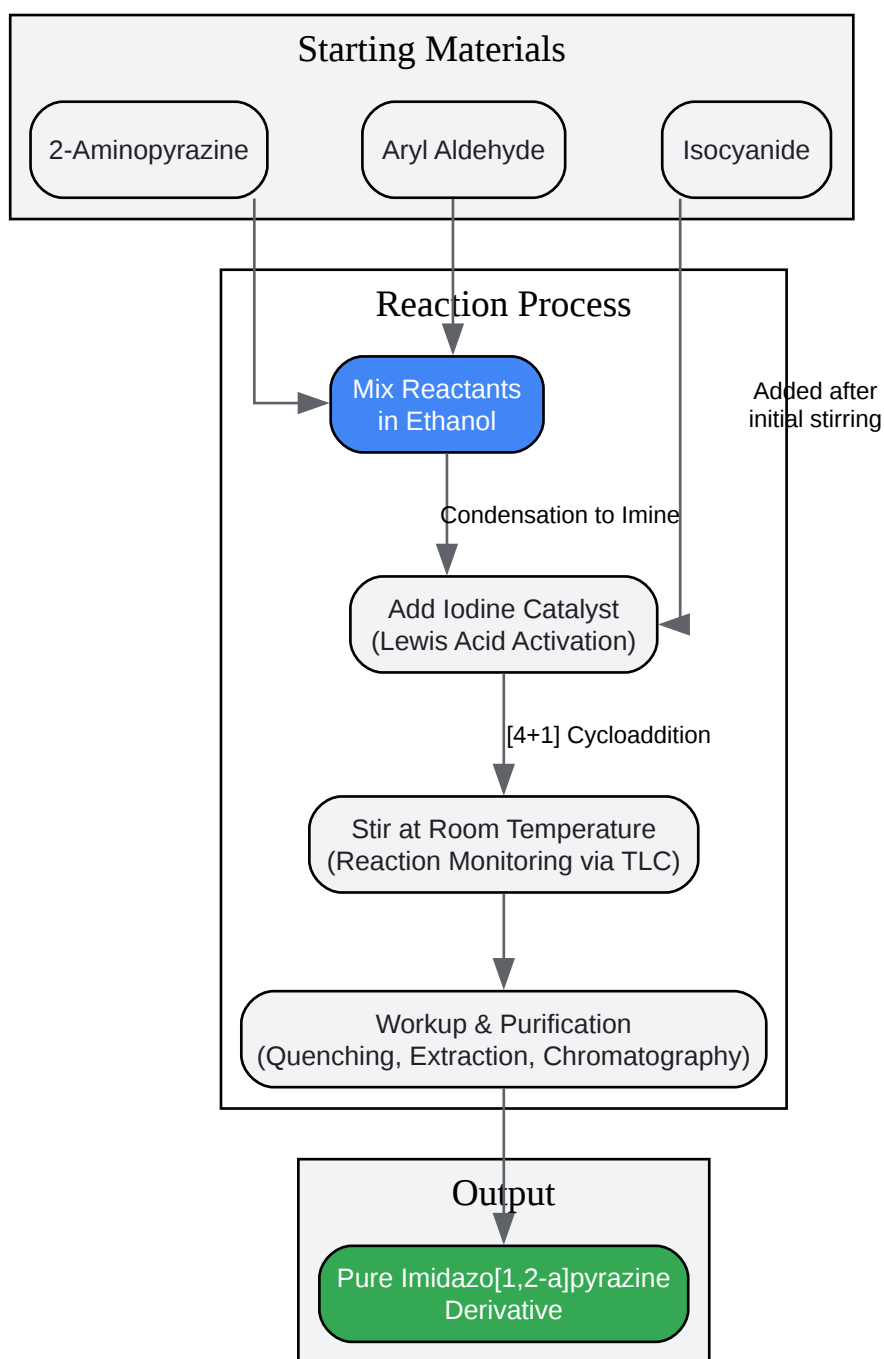 Starting Materials
2-Aminopyrazine
Aryl Aldehyde
Isocyanide
Reaction Process
Mix Reactants
in Ethanol
Added after
initial stirring
Condensation to Imine
Add Iodine Catalyst
(Lewis Acid Activation)
[4+1] Cycloaddition
Stir at Room Temperature
(Reaction Monitoring via TLC)
Workup & Purification
(Quenching, Extraction, Chromatography)
Output
Pure Imidazo[1,2-a]pyrazine
Derivative